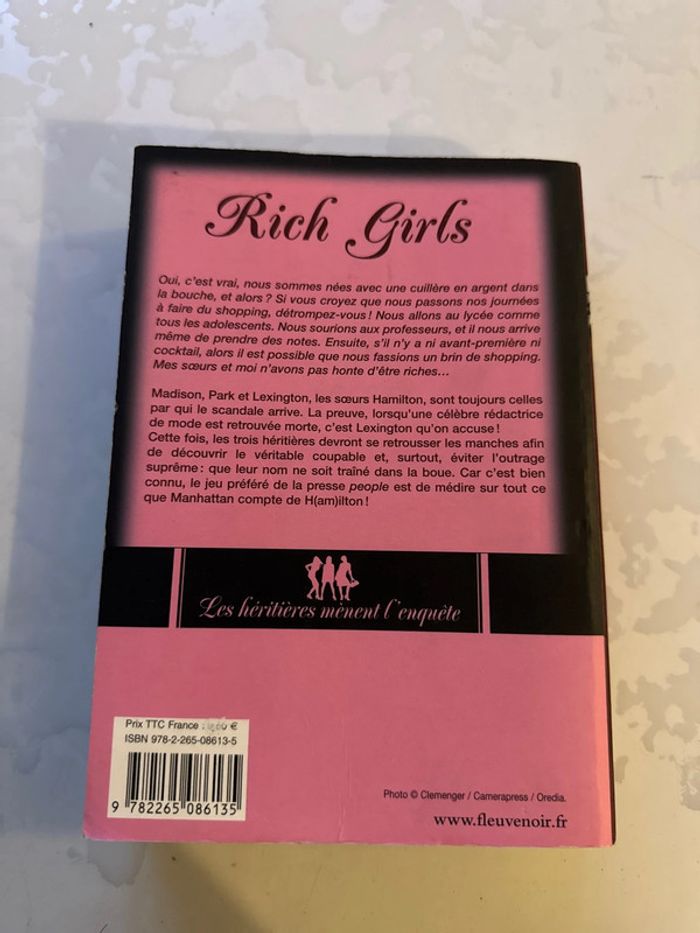 Rich Girls
Oui, c'est vrai, nous sommes nées avec une cuillère en argent dans
la bouche, et alors ? Si vous croyez que nous passons nos journées
à faire du shopping, détrompez-vous ! Nous allons au lycée comme
tous les adolescents. Nous sourions aux professeurs, et il nous arrive
même de prendre des notes. Ensuite, s'il n'y a ni avant-première ni
cocktail, alors il est possible que nous fassions un brin de shopping.
Mes sœurs et moi n'avons pas honte d'être riches...
Madison, Park et Lexington, les sœurs Hamilton, sont toujours celles
par qui le scandale arrive. La preuve, lorsqu'une célèbre rédactrice
de mode est retrouvée morte, c'est Lexington qu'on accuse !
Cette fois, les trois héritières devront se retrousser les manches afin
de découvrir le véritable coupable et, surtout, éviter l'outrage
suprême : que leur nom ne soit traîné dans la boue. Car c'est bien
connu, le jeu préféré de la presse people est de médire sur tout ce
que Manhattan compte de H(am)ilton !
Les héritières mènent l'enquête
Prix TTC France : €
ISBN 978-2-265-08613-5
9 782265 086135
Photo © Clemenger / Camerapress / Oredia.
www.fleuvenoir.fr